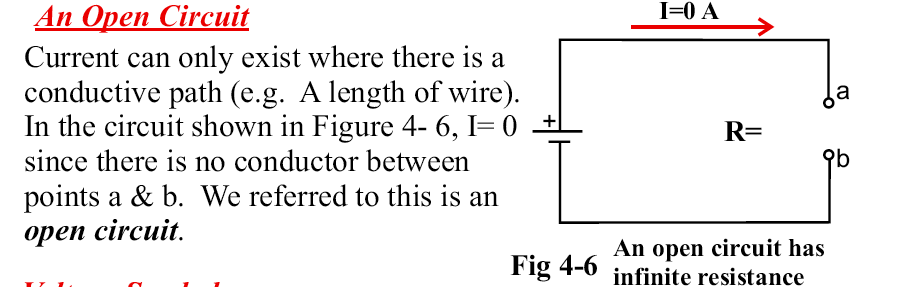 An Open Circuit
Current can only exist where there is a
conductive path (e.g. A length of wire).
In the circuit shown in Figure 4- 6, I= 0
since there is no conductor between
points a & b. We referred to this is an
open circuit.
I=0 A
a
+
R=
b
Fig 4-6
An open circuit has
infinite resistance